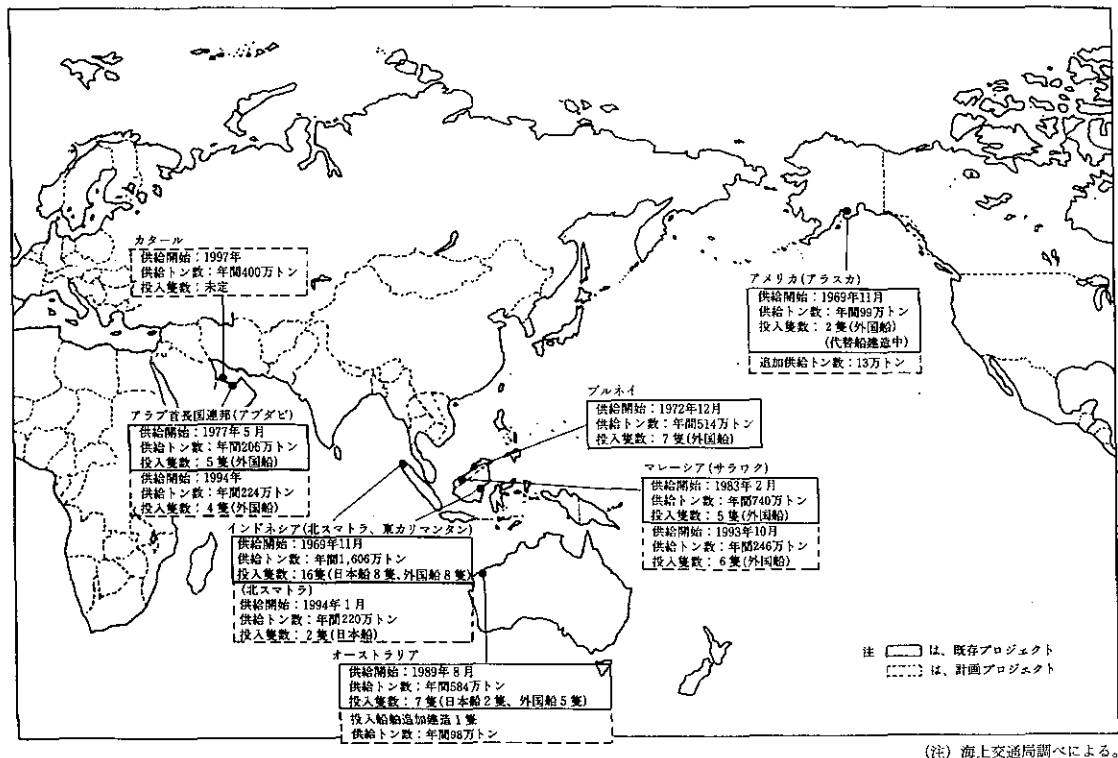 カタール
供給開始：1997年
供給トン数：年間400万トン
投入隻数：未定
アメリカ(アラスカ)
供給開始：1969年11月
供給トン数：年間99万トン
投入隻数：2隻(外国船)
(代替船建造中)
追加供給トン数：13万トン
アラブ首長国連邦(アブダビ)
供給開始：1977年5月
供給トン数：年間206万トン
投入隻数：5隻(外国船)
供給開始：1994年
供給トン数：年間224万トン
投入隻数：4隻(外国船)
ブルネイ
供給開始：1972年12月
供給トン数：年間514万トン
投入隻数：7隻(外国船)
マレーシア(サラワク)
供給開始：1983年2月
供給トン数：年間740万トン
投入隻数：5隻(外国船)
供給開始：1993年10月
供給トン数：年間246万トン
投入隻数：6隻(外国船)
インドネシア(北スマトラ、東カリマンタン)
供給開始：1969年11月
供給トン数：年間1,606万トン
投入隻数：16隻(日本船8隻、外国船8隻)
(北スマトラ)
供給開始：1994年1月
供給トン数：年間220万トン
投入隻数：2隻(日本船)
オーストラリア
供給開始：1989年8月
供給トン数：年間584万トン
投入隻数：7隻(日本船2隻、外国船5隻)
投入船舶追加建造1隻
供給トン数：年間98万トン
注 は、既存プロジェクト
は、計画プロジェクト
(注) 海上交通局調べによる。